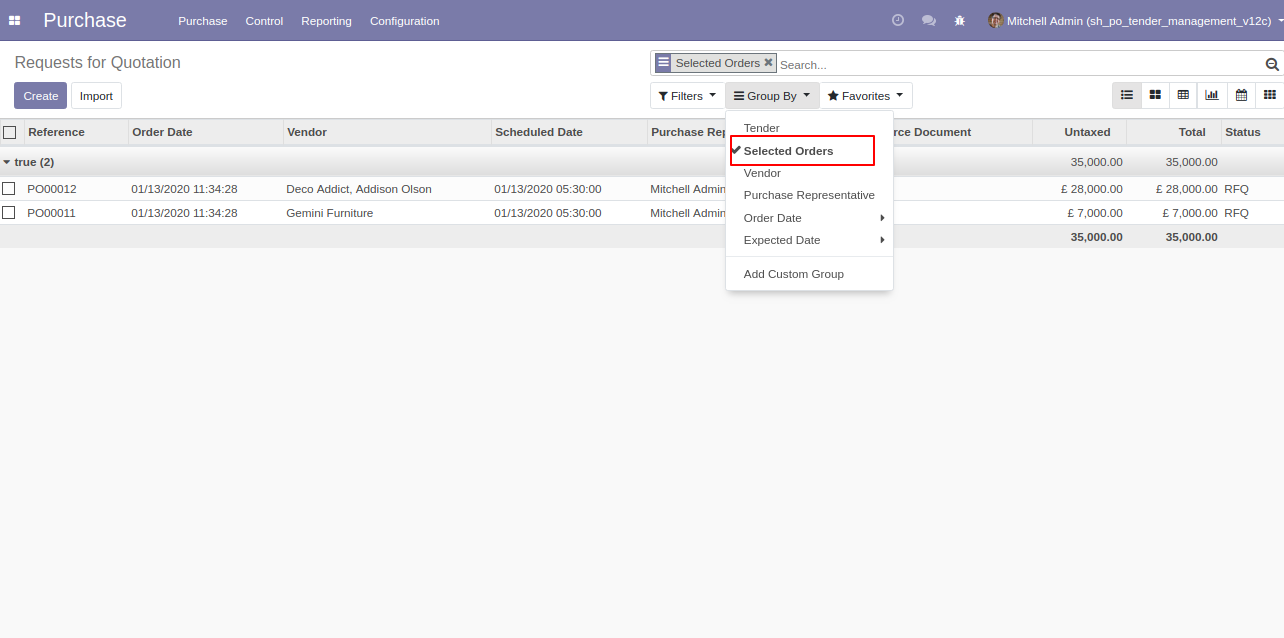 Purchase Purchase Control Reporting Configuration Mitchell Admin (sh_po_tender_management_v12c)
Requests for Quotation
Selected Orders ✖ Search...
Create Import
Filters Group By Favorites
Reference Order Date Vendor Scheduled Date Purchase Rep rce Document Untaxed Total Status
true (2) 35,000.00 35,000.00
PO00012 01/13/2020 11:34:28 Deco Addict, Addison Olson 01/13/2020 05:30:00 Mitchell Admin £ 28,000.00 £ 28,000.00 RFQ
PO00011 01/13/2020 11:34:28 Gemini Furniture 01/13/2020 05:30:00 Mitchell Admin £ 7,000.00 £ 7,000.00 RFQ
35,000.00 35,000.00
Tender
Selected Orders
Vendor
Purchase Representative
Order Date
Expected Date
Add Custom Group